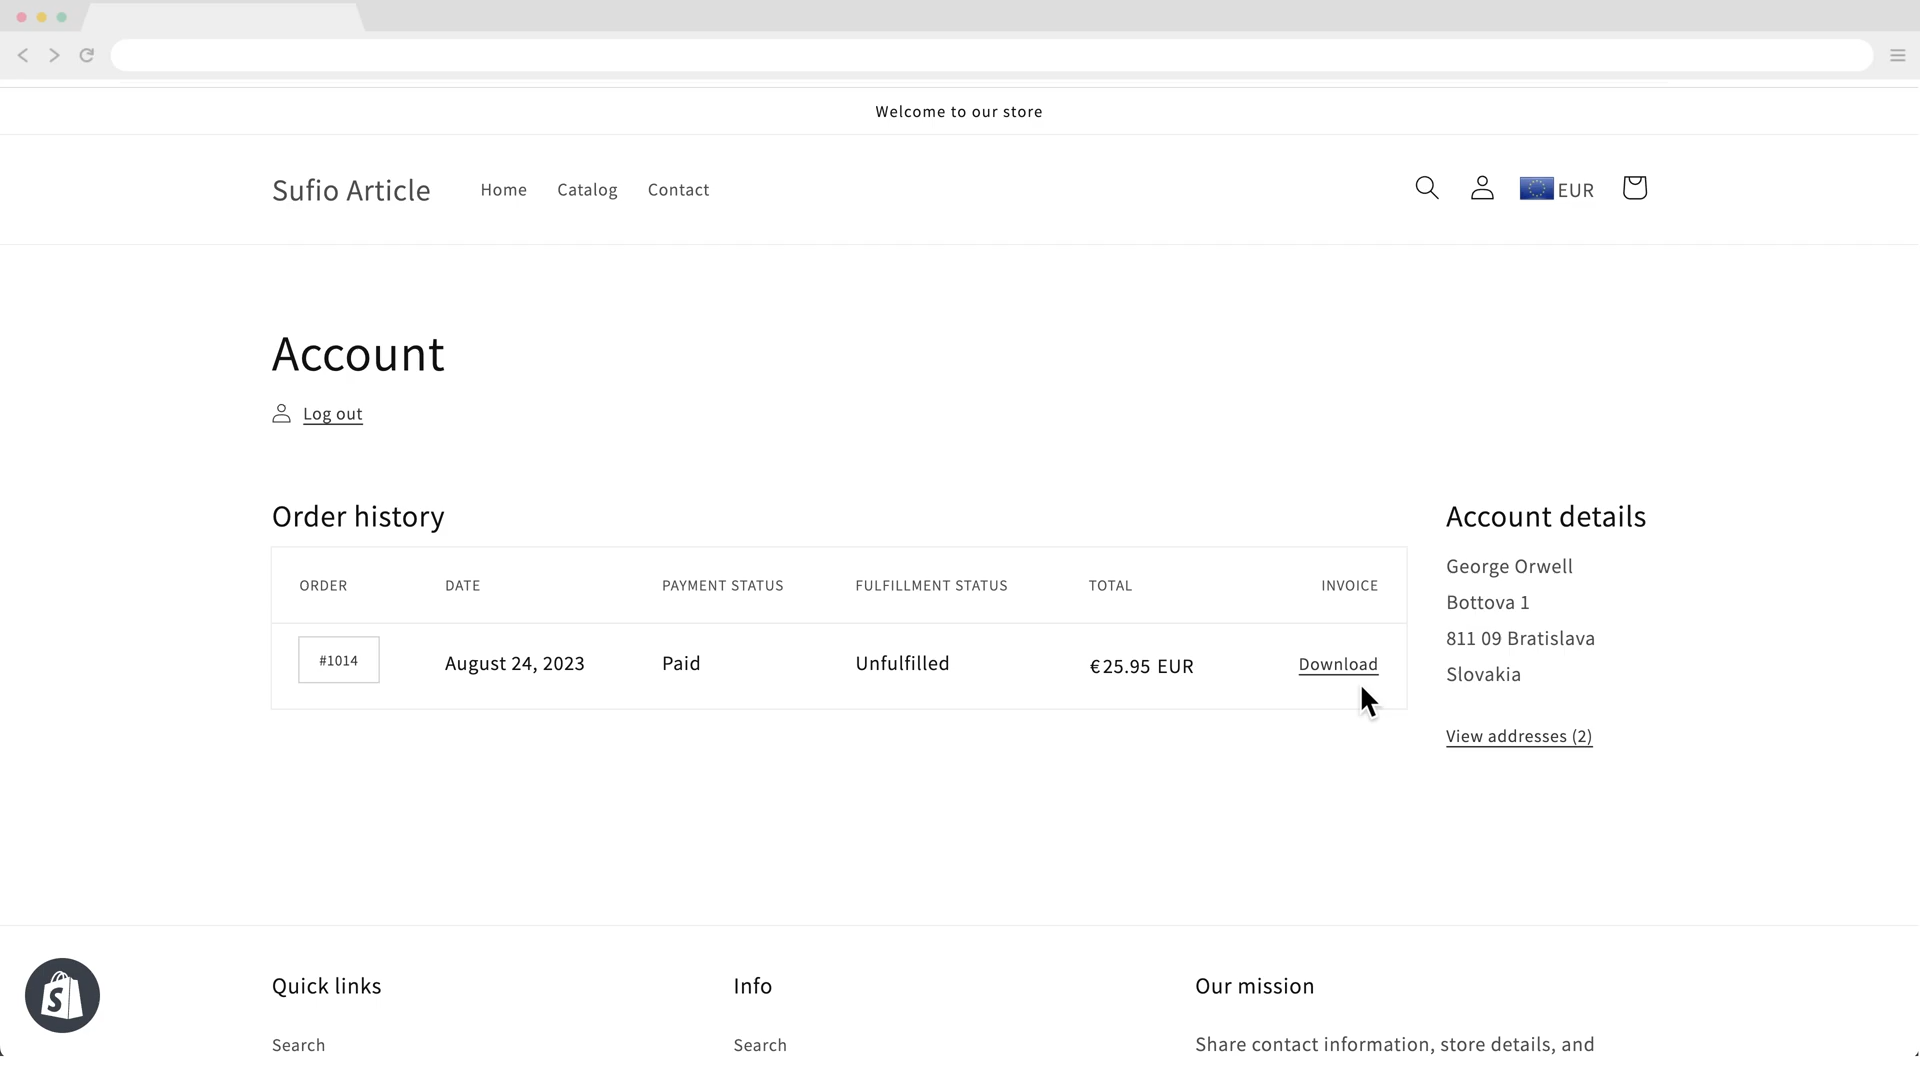 Welcome to our store
Sufio Article
Home
Catalog
Contact
EUR
Account
Log out
Order history
ORDER
DATE
PAYMENT STATUS
FULFILLMENT STATUS
TOTAL
INVOICE
#1014
August 24, 2023
Paid
Unfulfilled
€25.95 EUR
Download
Account details
George Orwell
Bottova 1
811 09 Bratislava
Slovakia
View addresses (2)
S
Quick links
Search
Info
Search
Our mission
Share contact information, store details, and